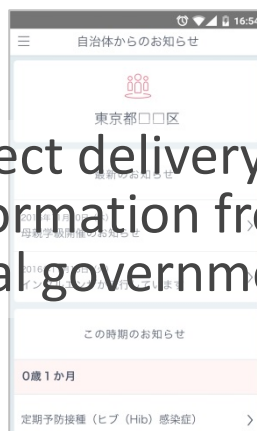 16:54
自治体からのお知らせ
東京都□□区
最新のお知らせ
ect delivery
ormation fro
母親学級開催のお知らせ
al governme
この時期のお知らせ
0歳1か月
定期予防接種（ヒブ（Hib）感染症）